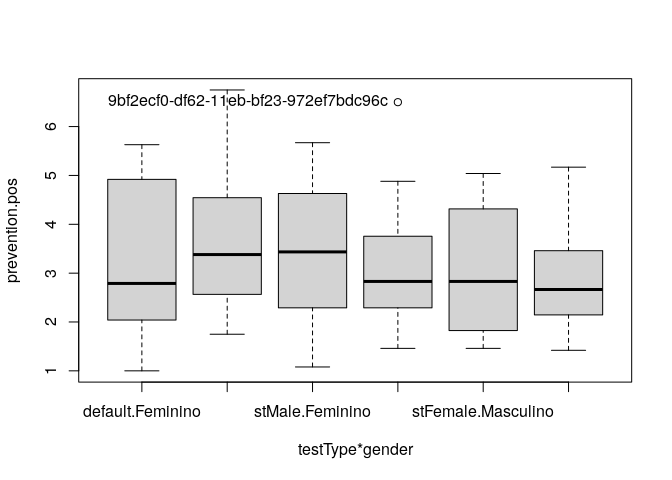 9bf2ecf0-df62-11eb-bf23-972ef7bdc96c
6
5
4
3
2
1
prevention.pos
default.Feminino stMale.Feminino stFemale.Masculino
testType*gender